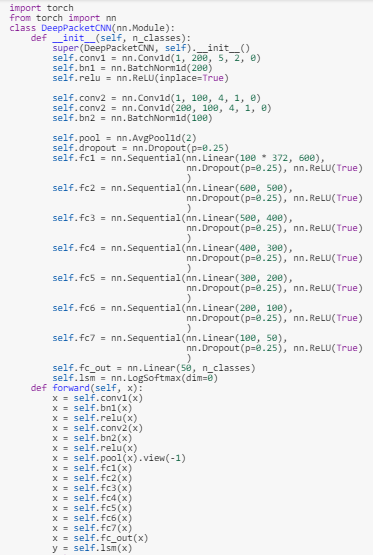 import torch
from torch import nn
class DeepPacketCNN(nn.Module):
    def __init__(self, n_classes):
        super(DeepPacketCNN, self).__init__()
        self.conv1 = nn.Conv1d(1, 200, 5, 2, 0)
        self.bn1 = nn.BatchNorm1d(200)
        self.relu = nn.ReLU(inplace=True)

        self.conv2 = nn.Conv1d(1, 100, 4, 1, 0)
        self.conv2 = nn.Conv1d(200, 100, 4, 1, 0)
        self.bn2 = nn.BatchNorm1d(100)

        self.pool = nn.AvgPool1d(2)
        self.dropout = nn.Dropout(p=0.25)
        self.fc1 = nn.Sequential(nn.Linear(100 * 372, 600),
                                 nn.Dropout(p=0.25), nn.ReLU(True)
                                 )
        self.fc2 = nn.Sequential(nn.Linear(600, 500),
                                 nn.Dropout(p=0.25), nn.ReLU(True)
                                 )
        self.fc3 = nn.Sequential(nn.Linear(500, 400),
                                 nn.Dropout(p=0.25), nn.ReLU(True)
                                 )
        self.fc4 = nn.Sequential(nn.Linear(400, 300),
                                 nn.Dropout(p=0.25), nn.ReLU(True)
                                 )
        self.fc5 = nn.Sequential(nn.Linear(300, 200),
                                 nn.Dropout(p=0.25), nn.ReLU(True)
                                 )
        self.fc6 = nn.Sequential(nn.Linear(200, 100),
                                 nn.Dropout(p=0.25), nn.ReLU(True)
                                 )
        self.fc7 = nn.Sequential(nn.Linear(100, 50),
                                 nn.Dropout(p=0.25), nn.ReLU(True)
                                 )
        self.fc_out = nn.Linear(50, n_classes)
        self.lsm = nn.LogSoftmax(dim=0)
    def forward(self, x):
        x = self.conv1(x)
        x = self.bn1(x)
        x = self.relu(x)
        x = self.conv2(x)
        x = self.bn2(x)
        x = self.relu(x)
        x = self.pool(x).view(-1)
        x = self.fc1(x)
        x = self.fc2(x)
        x = self.fc3(x)
        x = self.fc4(x)
        x = self.fc5(x)
        x = self.fc6(x)
        x = self.fc7(x)
        x = self.fc_out(x)
        y = self.lsm(x)